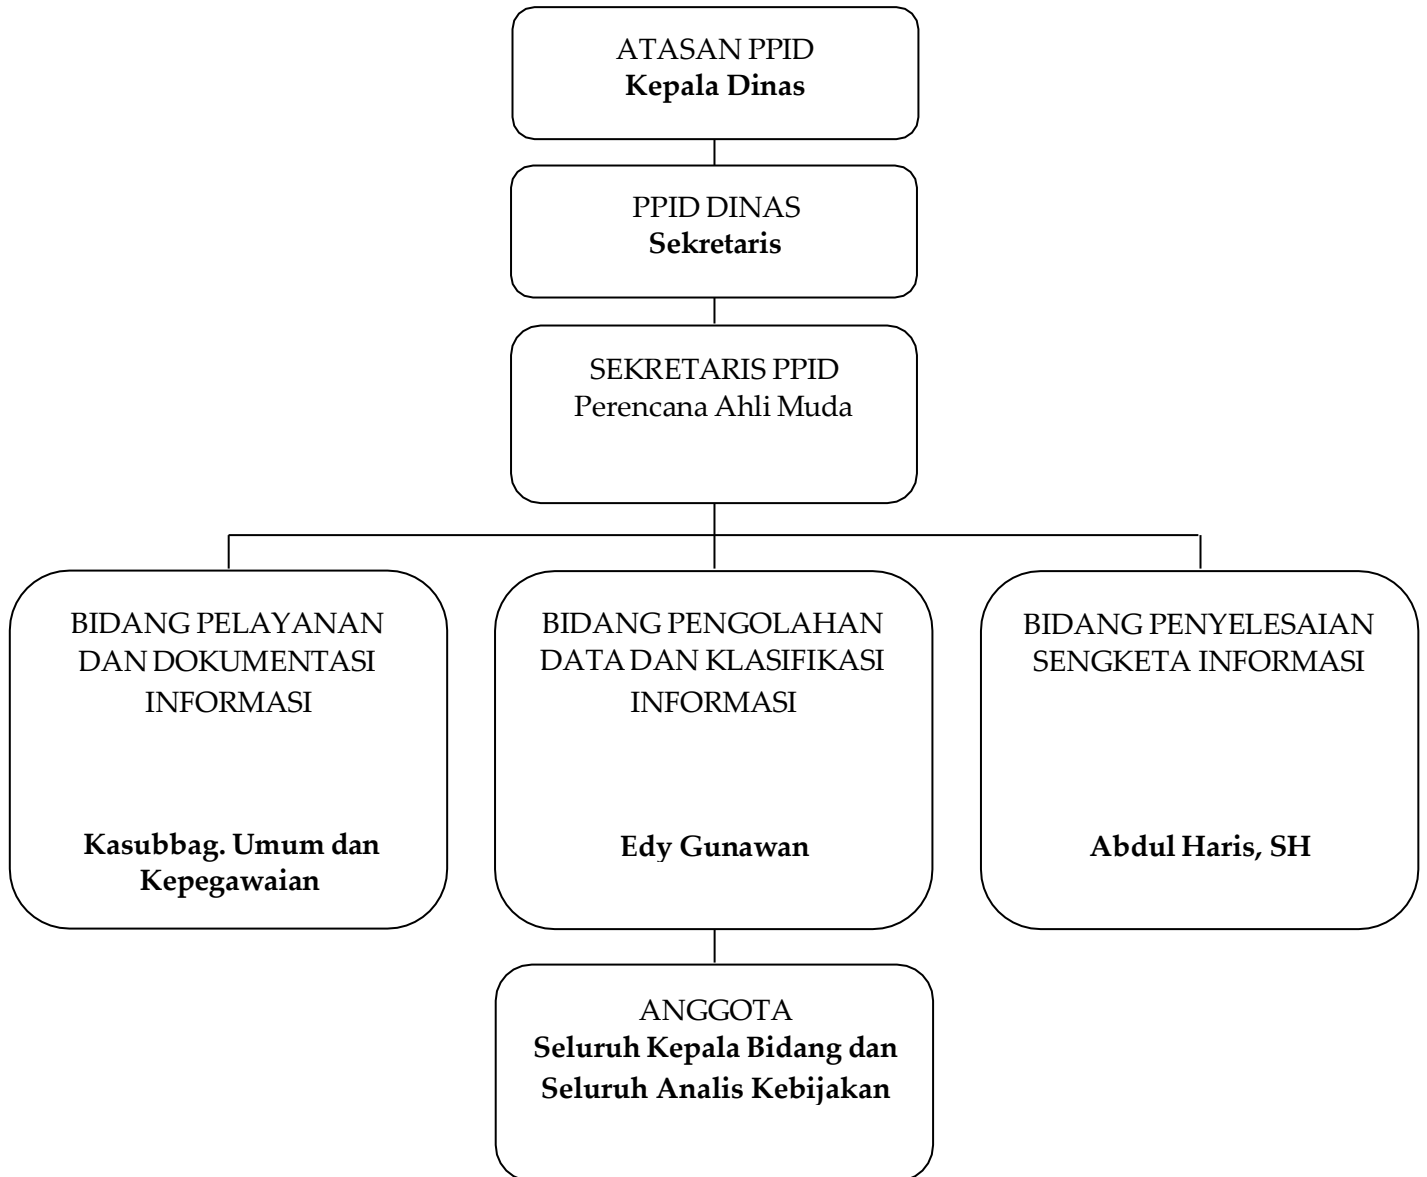 ATASAN PPID
Kepala Dinas
PPID DINAS
Sekretaris
SEKRETARIS PPID
Perencana Ahli Muda
BIDANG PELAYANAN
DAN DOKUMENTASI
INFORMASI
Kasubbag. Umum dan
Kepegawaian
BIDANG PENGOLAHAN
DATA DAN KLASIFIKASI
INFORMASI
Edy Gunawan
BIDANG PENYELESAIAN
SENGKETA INFORMASI
Abdul Haris, SH
ANGGOTA
Seluruh Kepala Bidang dan
Seluruh Analis Kebijakan